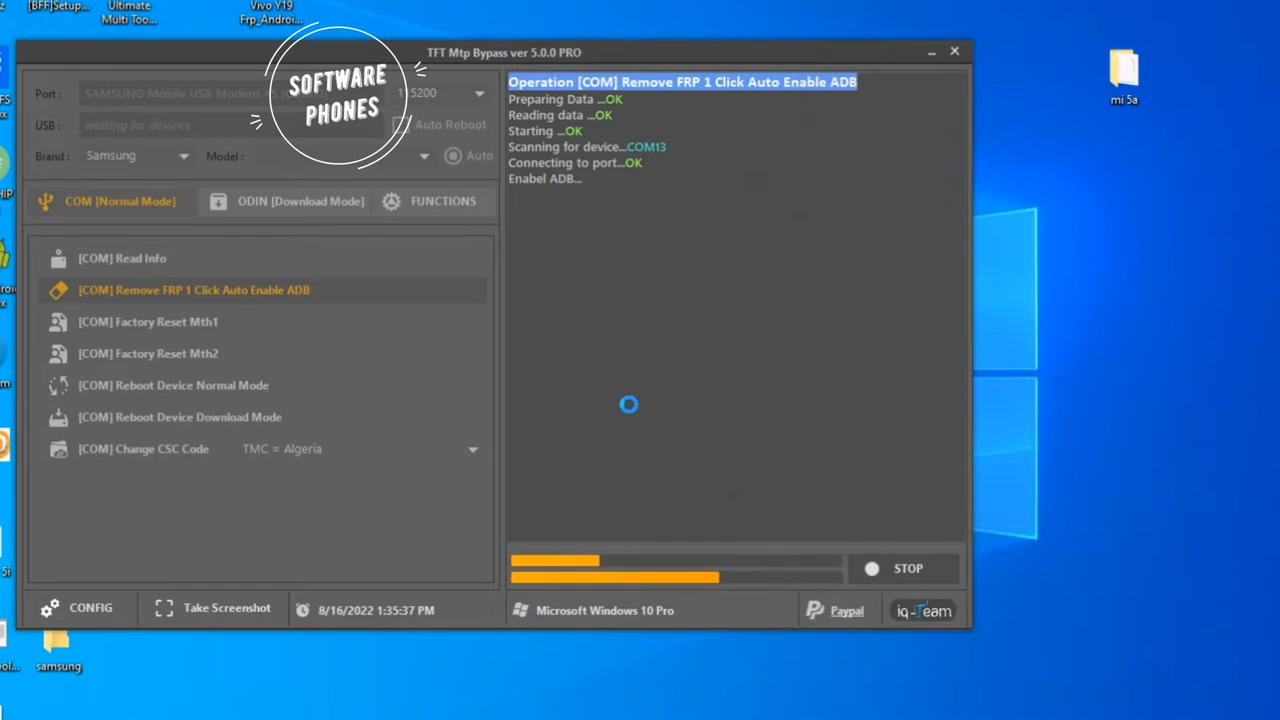 [BFF]Setup...
Ultimate
Multi Too...
Vivo Y19
Frp_Androi...
TFT Mtp Bypass ver 5.0.0 PRO
SOFTWARE
PHONES
Port :
SAMSUNG Mobile USB Modem
USB :
waiting for devices
Auto Reboot
Brand :
Samsung
Model :
Auto
COM [Normal Mode]
ODIN [Download Mode]
FUNCTIONS
[COM] Read Info
[COM] Remove FRP 1 Click Auto Enable ADB
[COM] Factory Reset Mth1
[COM] Factory Reset Mth2
[COM] Reboot Device Normal Mode
[COM] Reboot Device Download Mode
[COM] Change CSC Code
TMC = Algeria
Operation [COM] Remove FRP 1 Click Auto Enable ADB
Preparing Data ...OK
Reading data ...OK
Starting ...OK
Scanning for device...COM13
Connecting to port...OK
Enabel ADB...
STOP
CONFIG
Take Screenshot
8/16/2022 1:35:37 PM
Microsoft Windows 10 Pro
Paypal
iq-Team
mi 5a
samsung